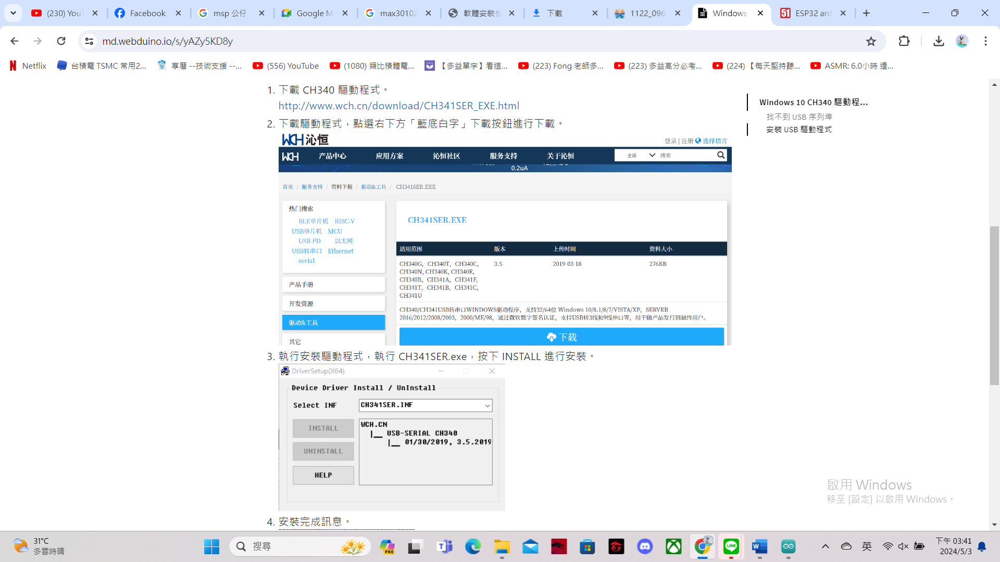 (230) YouT
Facebook
msp 公仔
Google M
max30102
軟體安裝使
下載
1122_096
Windows
ESP32 ard
md.webduino.io/s/yAZy5KD8y
Netflix
台積電 TSMC 常用2...
享曆 --技術支援 --...
(556) YouTube
(1080) 類比積體電...
【多益單字】看這...
(223) Fong 老師多...
(223) 多益高分必考...
(224) 【每天堅持聽...
ASMR: 6.0小時 邊...
1. 下載 CH340 驅動程式。
http://www.wch.cn/download/CH341SER_EXE.html
2. 下載驅動程式，點選右下方「藍底白字」下載按鈕進行下載。
WCH沁恒
登录 | 注册 选择语言
WCH 产品中心 应用方案 沁恒社区 服务支持 关于沁恒 全部 搜索
0.2uA
首页 / 服务支持 / 资料下载 / 驱动&工具 / CH341SER.EXE
热门搜索
BLE单片机 RISC-V
USB单片机 MCU
USB PD 以太网
USB转串口 Ethernet
serial
产品手册
开发资源
驱动&工具
其它
CH341SER.EXE
适用范围 版本 上传时间 资料大小
CH340G, CH340T, CH340C, 3.5 2019-03-18 276KB
CH340N, CH340K, CH340E,
CH340B, CH341A, CH341F,
CH341T, CH341B, CH341C,
CH341U
CH340/CH341USB转串口WINDOWS驱动程序，支持32/64位 Windows 10/8.1/8/7/VISTA/XP，SERVER
2016/2012/2008/2003，2000/ME/98，通过微软数字签名认证，支持USB转3线和9线串口等，用于随产品发行到最终用户。
下载
3. 執行安裝驅動程式，執行 CH341SER.exe，按下 INSTALL 進行安裝。
DriverSetup(X64)
Device Driver Install / UnInstall
Select INF CH341SER.INF
INSTALL
UNINSTALL
HELP
WCH.CN
|__ USB-SERIAL CH340
|__ 01/30/2019, 3.5.2019
4. 安裝完成訊息。
Windows 10 CH340 驅動程...
找不到 USB 序列埠
安裝 USB 驅動程式
啟用 Windows
移至 [設定] 以啟用 Windows。
31°C
多雲時晴
搜尋
PRE
LINE
英
下午 03:41
2024/5/3